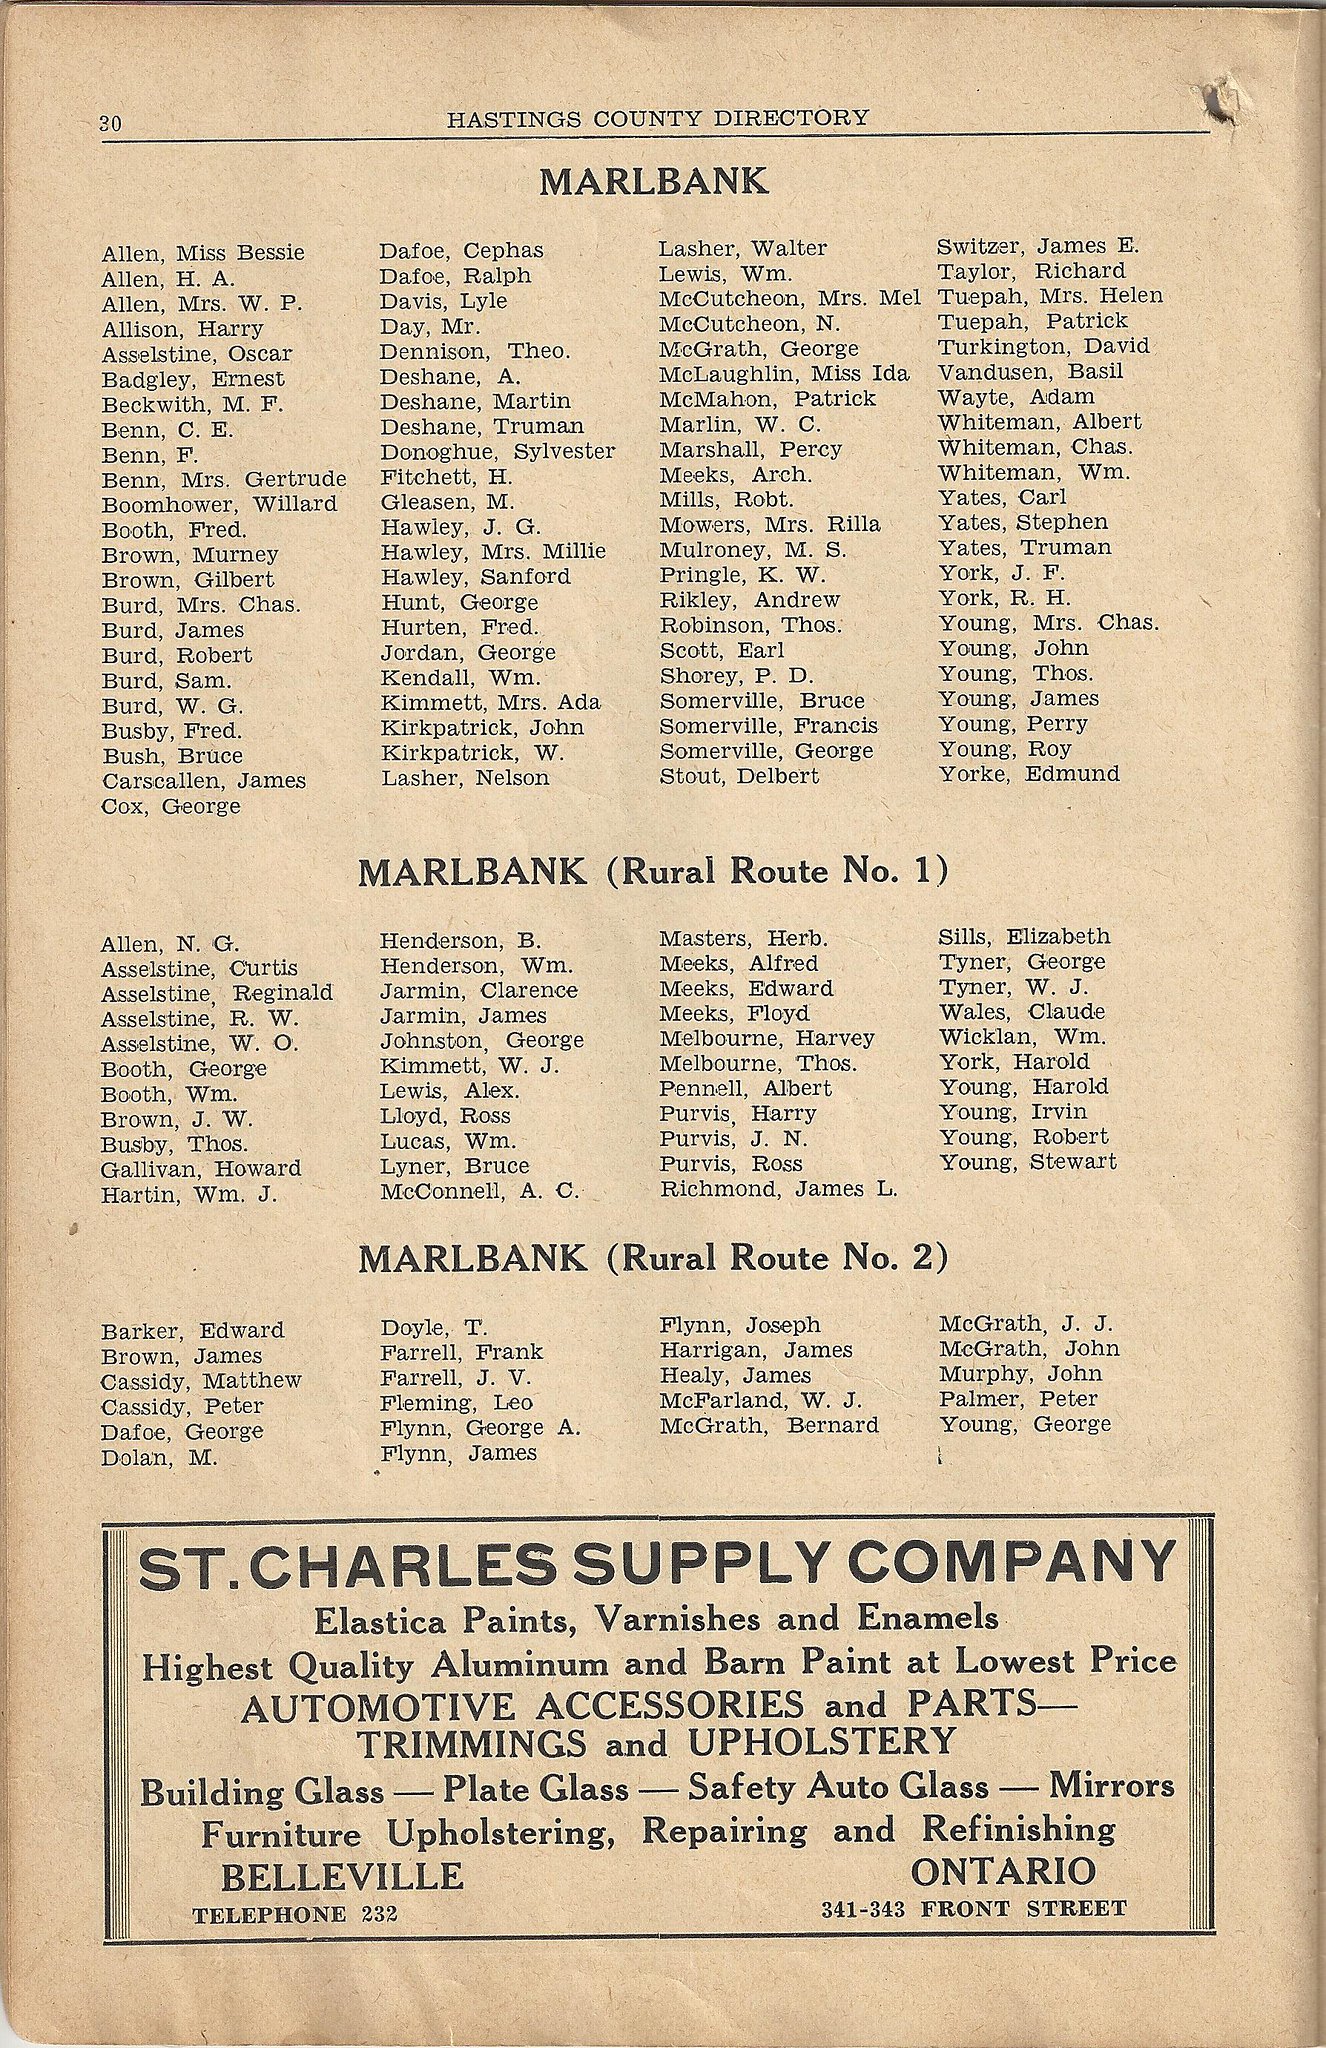 30
HASTINGS COUNTY DIRECTORY
MARLBANK
Allen, Miss Bessie
Allen, H. A.
Allen, Mrs. W. P.
Allison, Harry
Asselstine, Oscar
Badgley, Ernest
Beckwith, M. F.
Benn, C. E.
Benn, F.
Benn, Mrs. Gertrude
Boomhower, Willard
Booth, Fred.
Brown, Murney
Brown, Gilbert
Burd, Mrs. Chas.
Burd, James
Burd, Robert
Burd, Sam.
Burd, W. G.
Busby, Fred.
Bush, Bruce
Carscallen, James
Cox, George
Dafoe, Cephas
Dafoe, Ralph
Davis, Lyle
Day, Mr.
Dennison, Theo.
Deshane, A.
Deshane, Martin
Deshane, Truman
Donoghue, Sylvester
Fitchett, H.
Gleasen, M.
Hawley, J. G.
Hawley, Mrs. Millie
Hawley, Sanford
Hunt, George
Hurten, Fred.
Jordan, George
Kendall, Wm.
Kimmett, Mrs. Ada
Kirkpatrick, John
Kirkpatrick, W.
Lasher, Nelson
Lasher, Walter
Lewis, Wm.
McCutcheon, Mrs. Mel
McCutcheon, N.
McGrath, George
McLaughlin, Miss Ida
McMahon, Patrick
Marlin, W. C.
Marshall, Percy
Meeks, Arch.
Mills, Robt.
Mowers, Mrs. Rilla
Mulroney, M. S.
Pringle, K. W.
Rikley, Andrew
Robinson, Thos.
Scott, Earl
Shorey, P. D.
Somerville, Bruce
Somerville, Francis
Somerville, George
Stout, Delbert
Switzer, James E.
Taylor, Richard
Tuepah, Mrs. Helen
Tuepah, Patrick
Turkington, David
Vandusen, Basil
Wayte, Adam
Whiteman, Albert
Whiteman, Chas.
Whiteman, Wm.
Yates, Carl
Yates, Stephen
Yates, Truman
York, J. F.
York, R. H.
Young, Mrs. Chas.
Young, John
Young, Thos.
Young, James
Young, Perry
Young, Roy
Yorke, Edmund
MARLBANK (Rural Route No. 1)
Allen, N. G.
Asselstine, Curtis
Asselstine, Reginald
Asselstine, R. W.
Asselstine, W. O.
Booth, George
Booth, Wm.
Brown, J. W.
Busby, Thos.
Gallivan, Howard
Hartin, Wm. J.
Henderson, B.
Henderson, Wm.
Jarmin, Clarence
Jarmin, James
Johnston, George
Kimmett, W. J.
Lewis, Alex.
Lloyd, Ross
Lucas, Wm.
Lyner, Bruce
McConnell, A. C.
Masters, Herb.
Meeks, Alfred
Meeks, Edward
Meeks, Floyd
Melbourne, Harvey
Melbourne, Thos.
Pennell, Albert
Purvis, Harry
Purvis, J. N.
Purvis, Ross
Richmond, James L.
Sills, Elizabeth
Tyner, George
Tyner, W. J.
Wales, Claude
Wicklan, Wm.
York, Harold
Young, Harold
Young, Irvin
Young, Robert
Young, Stewart
MARLBANK (Rural Route No. 2)
Barker, Edward
Brown, James
Cassidy, Matthew
Cassidy, Peter
Dafoe, George
Dolan, M.
Doyle, T.
Farrell, Frank
Farrell, J. V.
Fleming, Leo
Flynn, George A.
Flynn, James
Flynn, Joseph
Harrigan, James
Healy, James
McFarland, W. J.
McGrath, Bernard
McGrath, J. J.
McGrath, John
Murphy, John
Palmer, Peter
Young, George
ST. CHARLES SUPPLY COMPANY
Elastica Paints, Varnishes and Enamels
Highest Quality Aluminum and Barn Paint at Lowest Price
AUTOMOTIVE ACCESSORIES and PARTS—
TRIMMINGS and UPHOLSTERY
Building Glass — Plate Glass — Safety Auto Glass — Mirrors
Furniture Upholstering, Repairing and Refinishing
BELLEVILLE ONTARIO
TELEPHONE 232 341-343 FRONT STREET